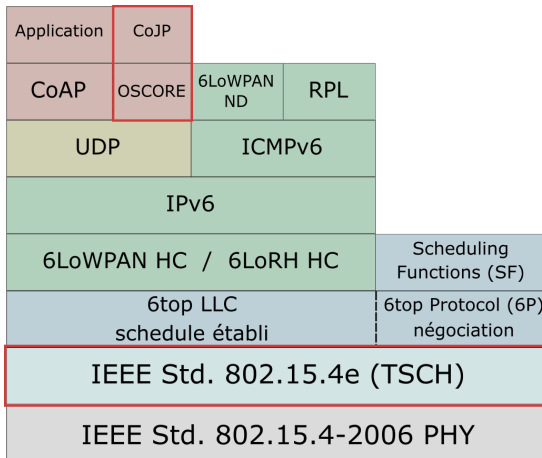 Application
CoJP
CoAP
OSCORE
6LoWPAN
ND
RPL
UDP
ICMPv6
IPv6
6LoWPAN HC / 6LoRH HC
Scheduling
Functions (SF)
6top LLC
schedule établi
6top Protocol (6P)
négociation
IEEE Std. 802.15.4e (TSCH)
IEEE Std. 802.15.4-2006 PHY